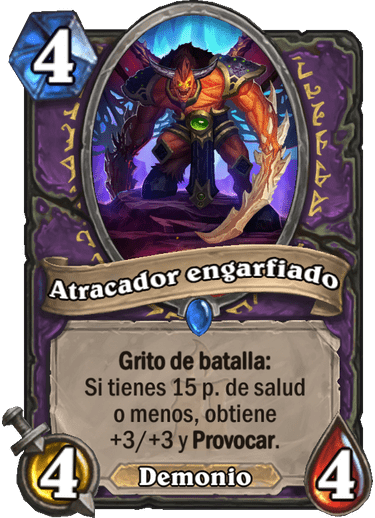 4
Atracador engarfiado
Grito de batalla:
Si tienes 15 p. de salud
o menos, obtiene
+3/+3 y Provocar.
4
Demonio
4